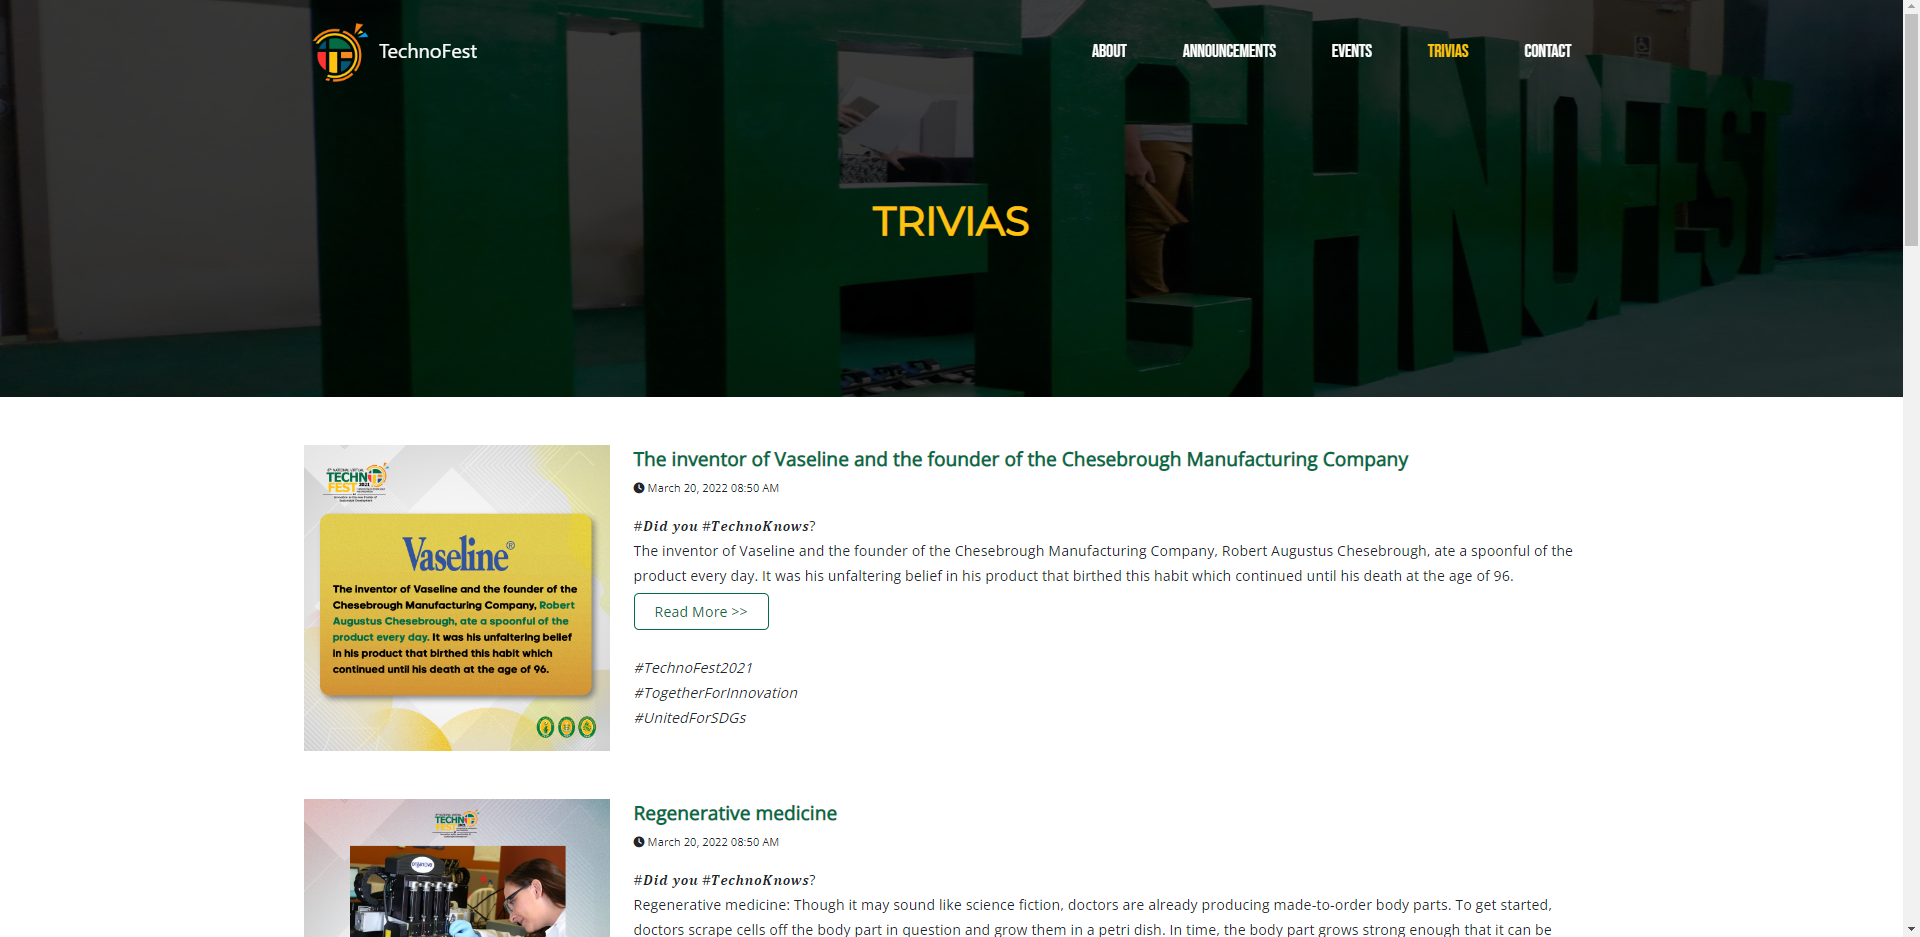 TechnoFest
ABOUT
ANNOUNCEMENTS
EVENTS
TRIVIAS
CONTACT
TECHNOFEST
TRIVIAS
TECHN
FEST 2021
Vaseline®
The inventor of Vaseline and the founder of the
Chesebrough Manufacturing Company, Robert
Augustus Chesebrough, ate a spoonful of the
product every day. It was his unfaltering belief
in his product that birthed this habit which
continued until his death at the age of 96.
The inventor of Vaseline and the founder of the Chesebrough Manufacturing Company
March 20, 2022 08:50 AM
#Did you #TechnoKnows?
The inventor of Vaseline and the founder of the Chesebrough Manufacturing Company, Robert Augustus Chesebrough, ate a spoonful of the
product every day. It was his unfaltering belief in his product that birthed this habit which continued until his death at the age of 96.
Read More >>
#TechnoFest2021
#TogetherForInnovation
#UnitedForSDGs
TECHN
FEST
organovo
Regenerative medicine
March 20, 2022 08:50 AM
#Did you #TechnoKnows?
Regenerative medicine: Though it may sound like science fiction, doctors are already producing made-to-order body parts. To get started,
doctors scrape cells off the body part in question and grow them in a petri dish. In time, the body part grows strong enough that it can be